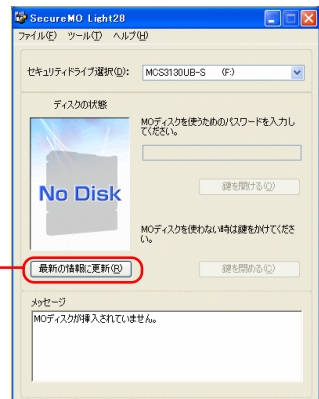 SecureMO Light28
ファイル(F) ツール(T) ヘルプ(H)
セキュリティドライブ選択(D): MCS3130UB-S (F:)
ディスクの状態
No Disk
MOディスクを使うためのパスワードを入力し
てください。
鍵を開ける(O)
MOディスクを使わない時は鍵をかけてくださ
い。
最新の情報に更新(R)
鍵を閉める(C)
メッセージ
MOディスクが挿入されていません。